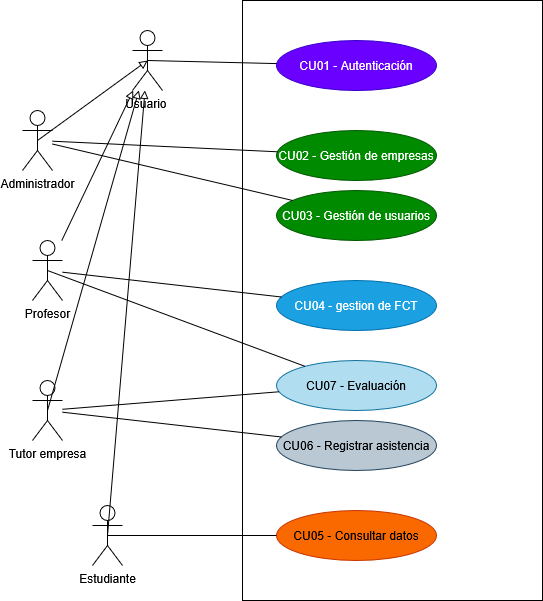 Usuario
CU01 - Autenticación
Administrador
CU02 - Gestión de empresas
CU03 - Gestión de usuarios
Profesor
CU04 - gestion de FCT
CU07 - Evaluación
Tutor empresa
CU06 - Registrar asistencia
CU05 - Consultar datos
Estudiante